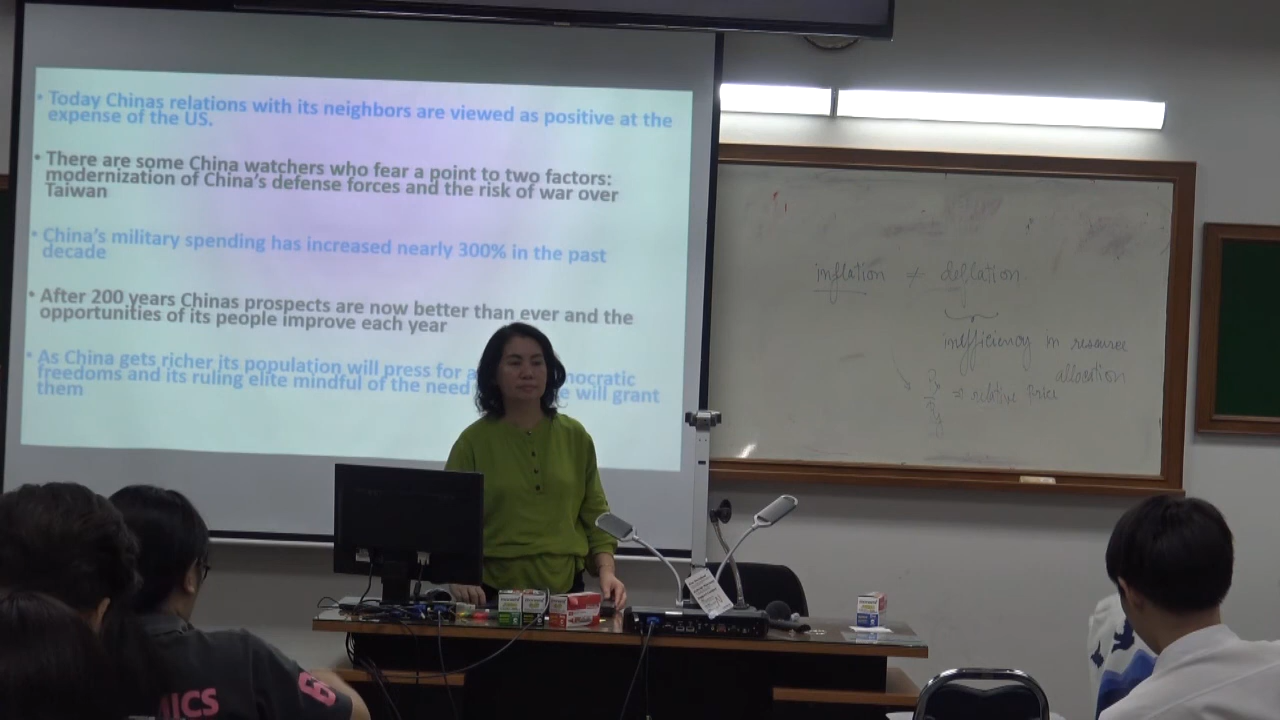 • Today Chinas relations with its neighbors are viewed as positive at the
expense of the US.
• There are some China watchers who fear a point to two factors:
modernization of China's defense forces and the risk of war over
Taiwan
• China's military spending has increased nearly 300% in the past
decade
• After 200 years Chinas prospects are now better than ever and the
opportunities of its people improve each year
• As China gets richer its population will press for a
freedoms and its ruling elite mindful of the need will grant
them
inflation ≠ deflation
inefficiency in resource
allocation
⇒ relative price
MICS